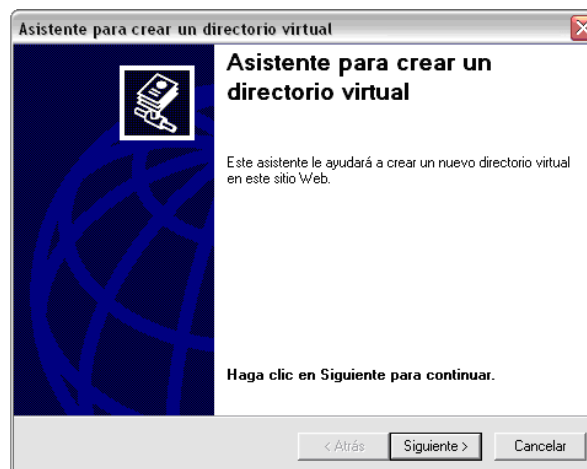 Asistente para crear un directorio virtual
Asistente para crear un
directorio virtual
Este asistente le ayudará a crear un nuevo directorio virtual
en este sitio Web.
Haga clic en Siguiente para continuar.
< Atrás
Siguiente >
Cancelar